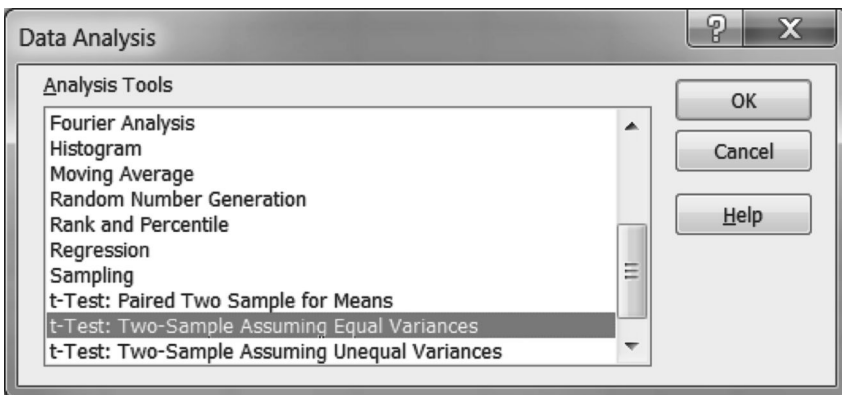 Data Analysis
?
X
Analysis Tools
Fourier Analysis
Histogram
Moving Average
Random Number Generation
Rank and Percentile
Regression
Sampling
t-Test: Paired Two Sample for Means
t-Test: Two-Sample Assuming Equal Variances
t-Test: Two-Sample Assuming Unequal Variances
OK
Cancel
Help